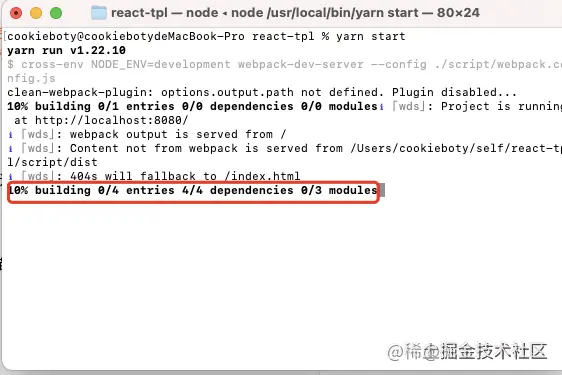 react-tpl — node ◂ node /usr/local/bin/yarn start — 80×24
[cookieboty@cookiebotydeMacBook-Pro react-tpl % yarn start
yarn run v1.22.10
$ cross-env NODE_ENV=development webpack-dev-server --config ./script/webpack.co
nfig.js
clean-webpack-plugin: options.output.path not defined. Plugin disabled...
10% building 0/1 entries 0/0 dependencies 0/0 modulesℹ ｢wds｣: Project is running
 at http://localhost:8080/
ℹ ｢wds｣: webpack output is served from /
ℹ ｢wds｣: Content not from webpack is served from /Users/cookieboty/self/react-tp
l/script/dist
ℹ ｢wds｣: 404s will fallback to /index.html
10% building 0/4 entries 4/4 dependencies 0/3 modules
@稀土掘金技术社区